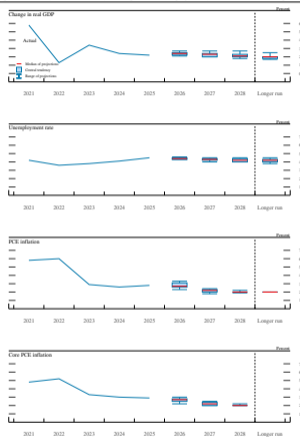 Percent
Change in real GDP
Actual
Median of projections
Central tendency
Range of projections
2021 2022 2023 2024 2025 2026 2027 2028 Longer run
Percent
Unemployment rate
2021 2022 2023 2024 2025 2026 2027 2028 Longer run
Percent
PCE inflation
2021 2022 2023 2024 2025 2026 2027 2028 Longer run
Percent
Core PCE inflation
2021 2022 2023 2024 2025 2026 2027 2028 Longer run